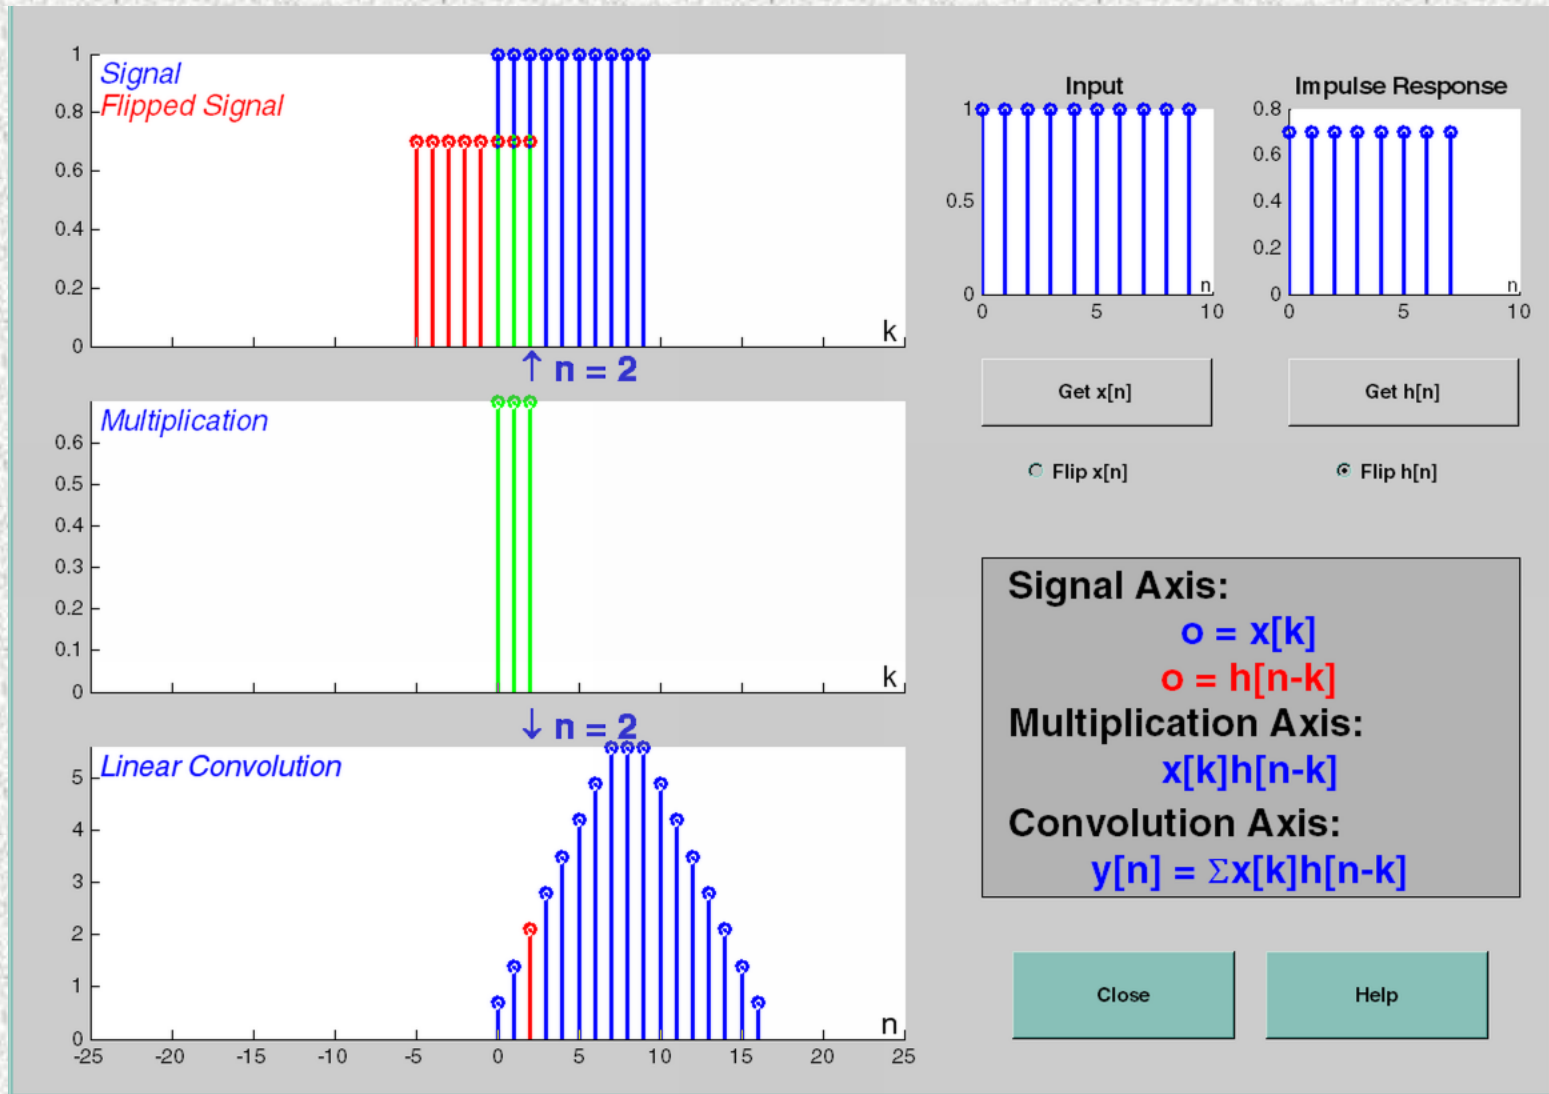 Signal
Flipped Signal
1
0.8
0.6
0.4
0.2
0
k
↑ n = 2
Multiplication
0.6
0.5
0.4
0.3
0.2
0.1
0
k
↓ n = 2
Linear Convolution
5
4
3
2
1
0
n
-25 -20 -15 -10 -5 0 5 10 15 20 25
Input
1
0.5
0
n
0 5 10
Impulse Response
0.8
0.6
0.4
0.2
0
n
0 5 10
Get x[n]
Get h[n]
Flip x[n]
Flip h[n]
Signal Axis:
o = x[k]
o = h[n-k]
Multiplication Axis:
x[k]h[n-k]
Convolution Axis:
y[n] = Σx[k]h[n-k]
Close
Help